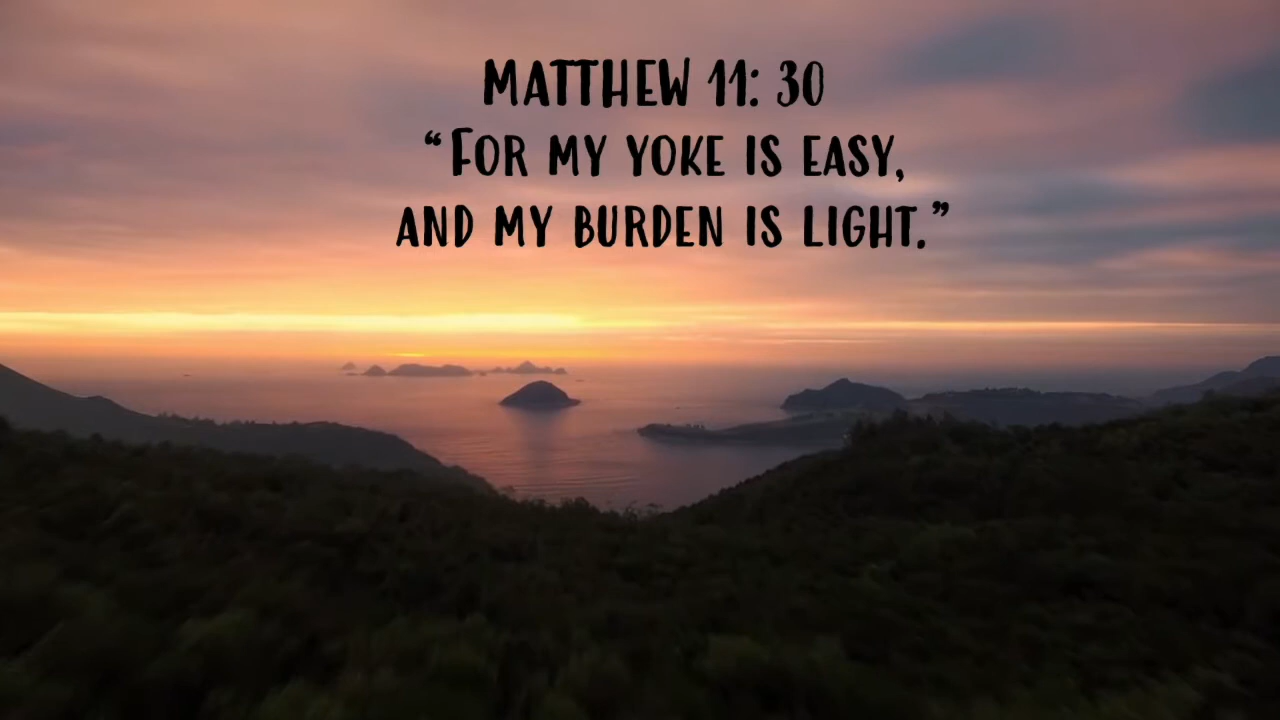 MATTHEW 11: 30
“FOR MY YOKE IS EASY,
AND MY BURDEN IS LIGHT.”